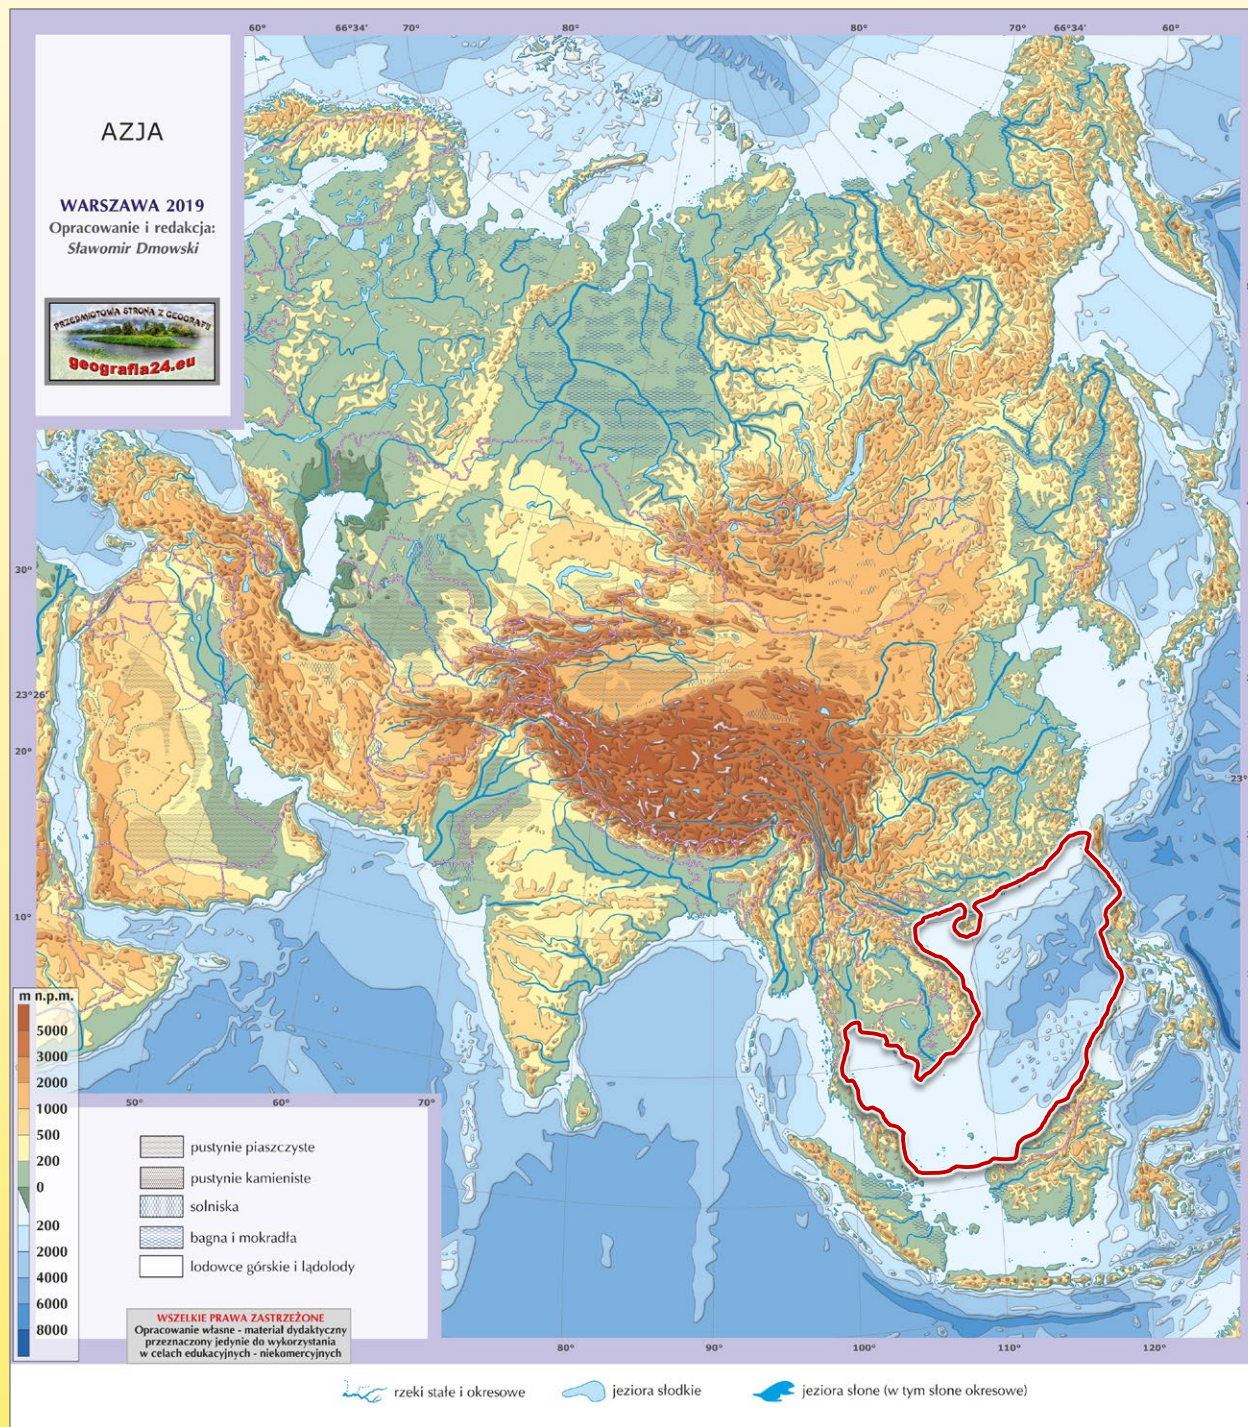 60°
66°34'
70°
80°
80°
70°
66°34'
60°
AZJA
WARSZAWA 2019
Opracowanie i redakcja:
Sławomir Dmowski
PRZEDMIOTOWA STRONA Z GEOGRAFII
geografia24.eu
30°
23°26'
20°
10°
23°
m n.p.m.
5000
3000
2000
1000
500
200
0
200
2000
4000
6000
8000
50°
60°
70°
pustynie piaszczyste
pustynie kamieniste
solniska
bagna i mokradła
lodowce górskie i lądolody
WSZELKIE PRAWA ZASTRZEŻONE
Opracowanie własne - materiał dydaktyczny
przeznaczony jedynie do wykorzystania
w celach edukacyjnych - niekomercyjnych
80°
90°
100°
110°
120°
rzeki stałe i okresowe
jeziora słodkie
jeziora słone (w tym słone okresowe)